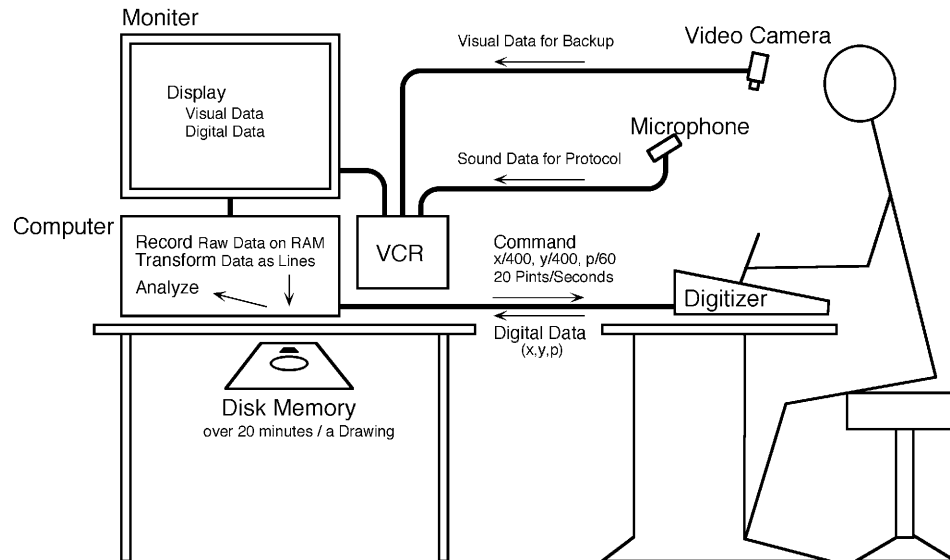 Moniter
Display
Visual Data
Digital Data
Visual Data for Backup
Video Camera
Microphone
Sound Data for Protocol
Computer
Record Raw Data on RAM
Transform Data as Lines
Analyze
VCR
Command
x/400, y/400, p/60
20 Pints/Seconds
Digitizer
Digital Data
(x,y,p)
Disk Memory
over 20 minutes / a Drawing